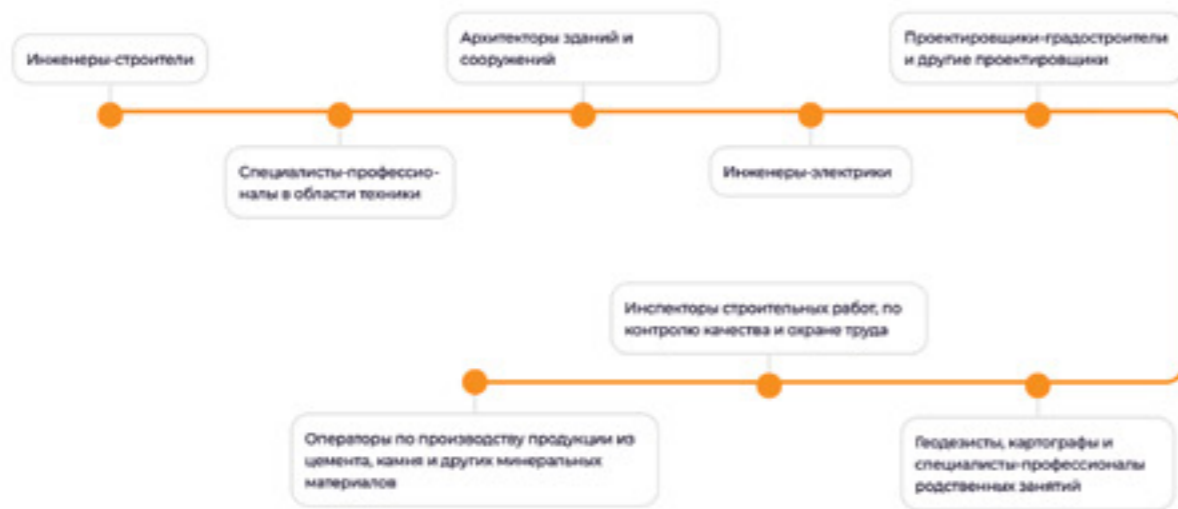 Инженеры-строители
Архитекторы зданий и
сооружений
Проектировщики-градостроители
и другие проектировщики
Специалисты-профессио-
налы в области техники
Инженеры-электрики
Инспекторы строительных работ, по
контролю качества и охране труда
Операторы по производству продукции из
цемента, камня и других минеральных
материалов
Геодезисты, картографы и
специалисты-профессионалы
родственных занятий